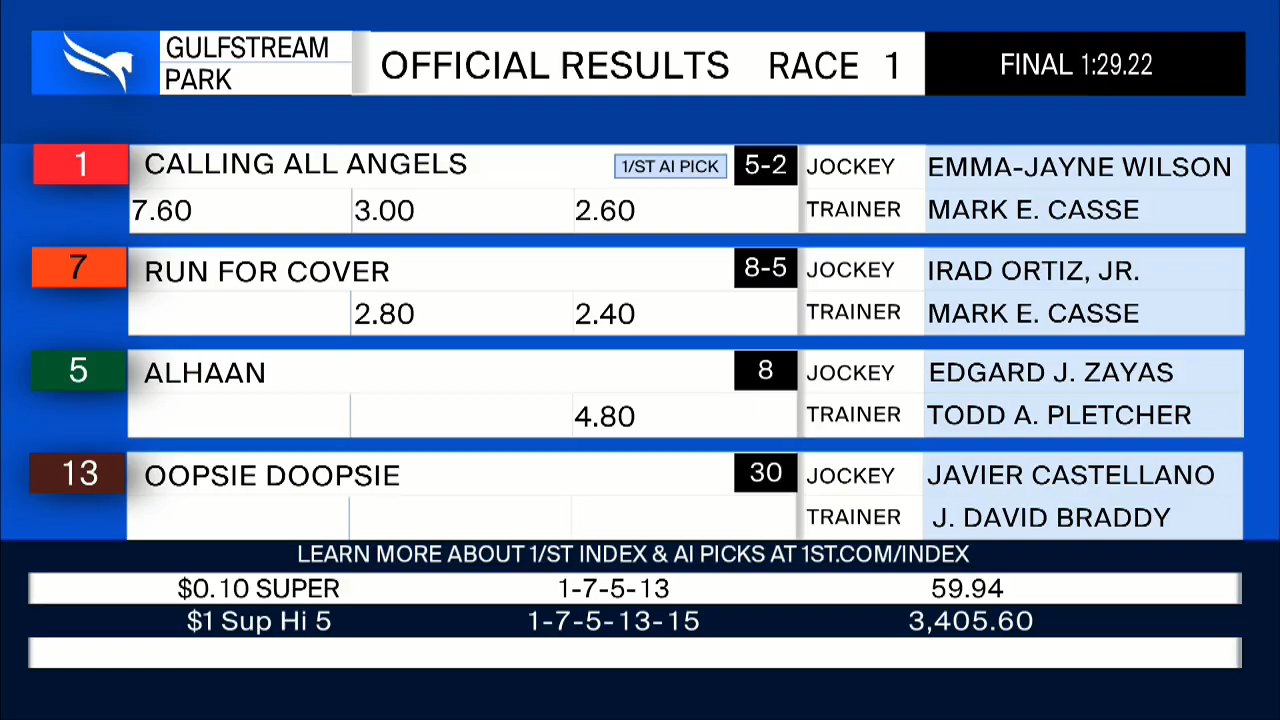 GULFSTREAM PARK OFFICIAL RESULTS RACE 1 FINAL 1:29.22
1 CALLING ALL ANGELS 1/ST AI PICK 5-2 JOCKEY EMMA-JAYNE WILSON
7.60 3.00 2.60 TRAINER MARK E. CASSE
7 RUN FOR COVER 8-5 JOCKEY IRAD ORTIZ, JR.
2.80 2.40 TRAINER MARK E. CASSE
5 ALHAAN 8 JOCKEY EDGARD J. ZAYAS
4.80 TRAINER TODD A. PLETCHER
13 OOPSIE DOOPSIE 30 JOCKEY JAVIER CASTELLANO
TRAINER J. DAVID BRADDY
LEARN MORE ABOUT 1/ST INDEX & AI PICKS AT 1ST.COM/INDEX
$0.10 SUPER 1-7-5-13 59.94
$1 Sup Hi 5 1-7-5-13-15 3,405.60